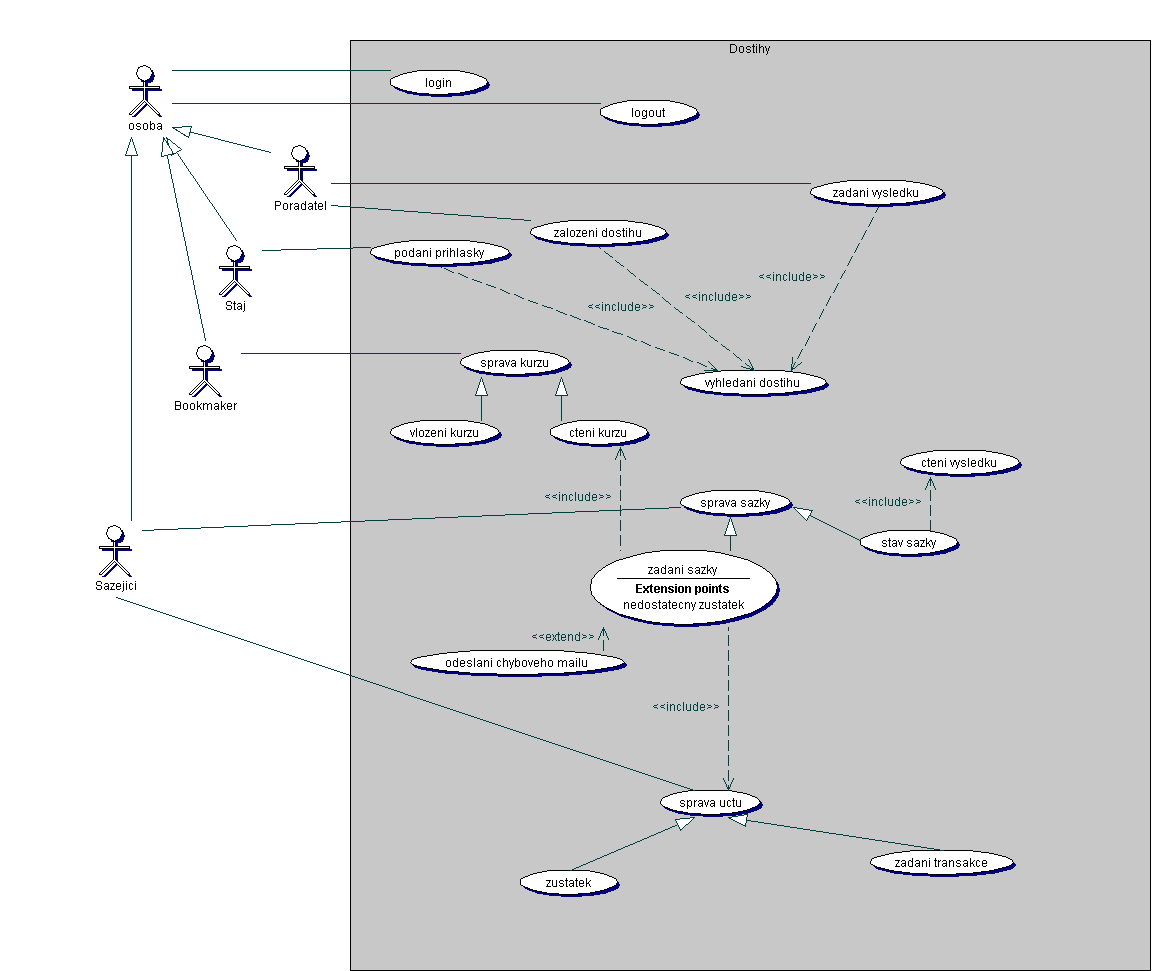 Dostihy
login
osoba
logout
Poradatel
zadani vysledku
zalozeni dostihu
podani prihlasky
<<include>>
<<include>>
<<include>>
Staj
sprava kurzu
vyhledani dostihu
Bookmaker
vlozeni kurzu
cteni kurzu
cteni vysledku
<<include>>
sprava sazky
<<include>>
stav sazky
zadani sazky
Extension points
nedostatecny zustatek
Sazejici
<<extend>>
odeslani chyboveho mailu
<<include>>
sprava uctu
zadani transakce
zustatek